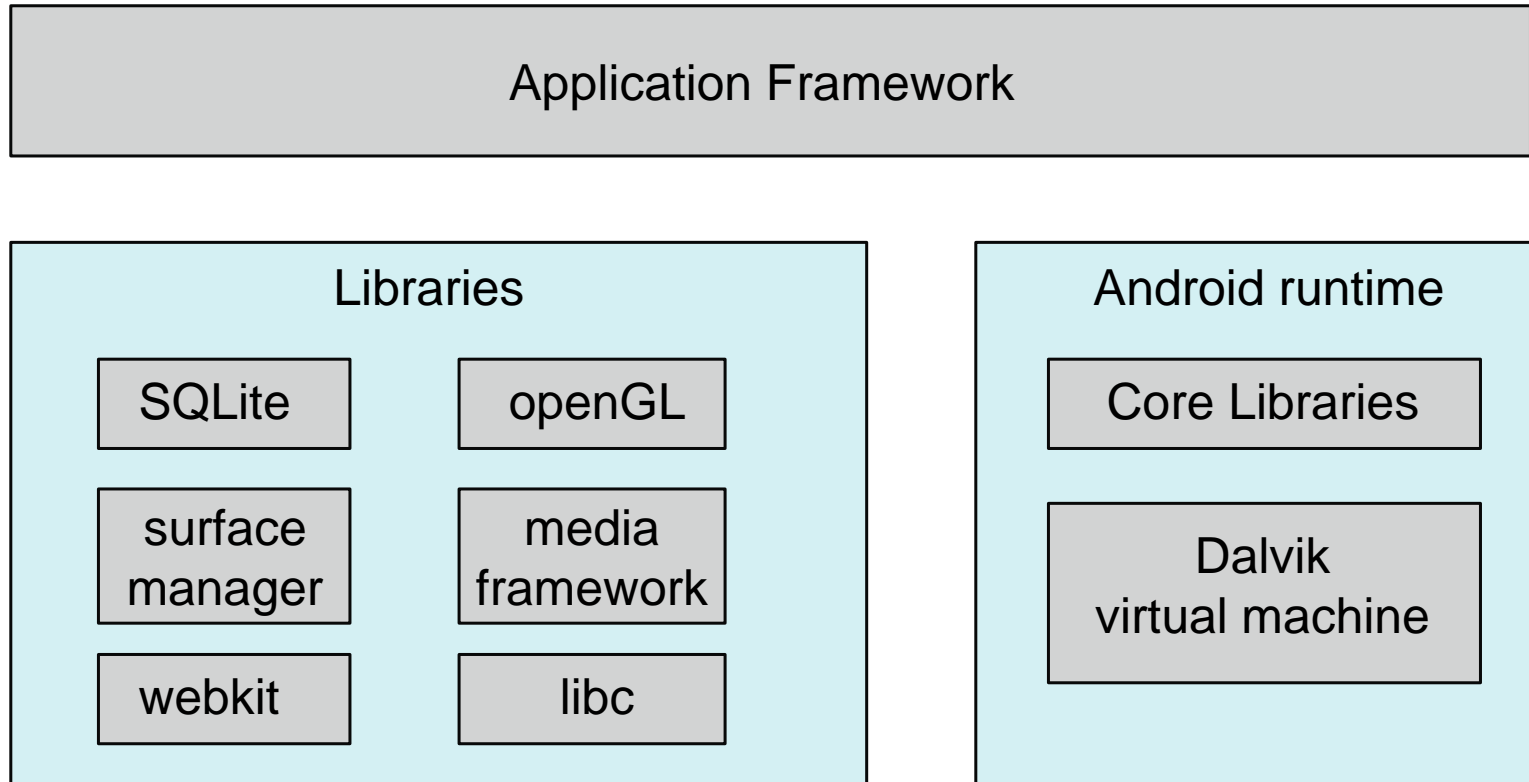 Application Framework
Libraries
SQLite
openGL
surface
manager
media
framework
webkit
libc
Android runtime
Core Libraries
Dalvik
virtual machine